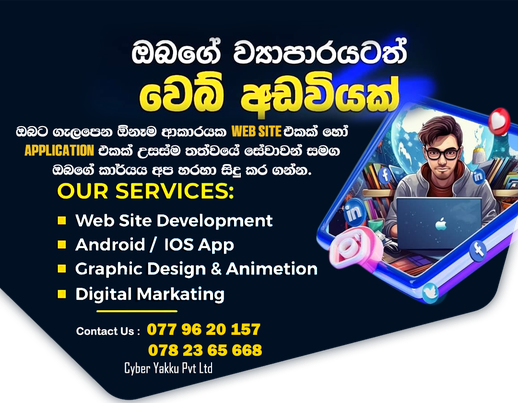 ඔබගේ ව්‍යාපාරයටත්
වෙබ් අඩවියක්
ඔබට ගැලපෙන ඕනෑම ආකාරයක WEB SITE එකක් හෝ
APPLICATION එකක් උසස්ම තත්වයේ සේවාවන් සමග
ඔබගේ කාර්යය අප හරහා සිදු කර ගන්න.
OUR SERVICES:
Web Site Development
Android / IOS App
Graphic Design & Animetion
Digital Markating
Contact Us : 077 96 20 157
078 23 65 668
Cyber Yakku Pvt Ltd